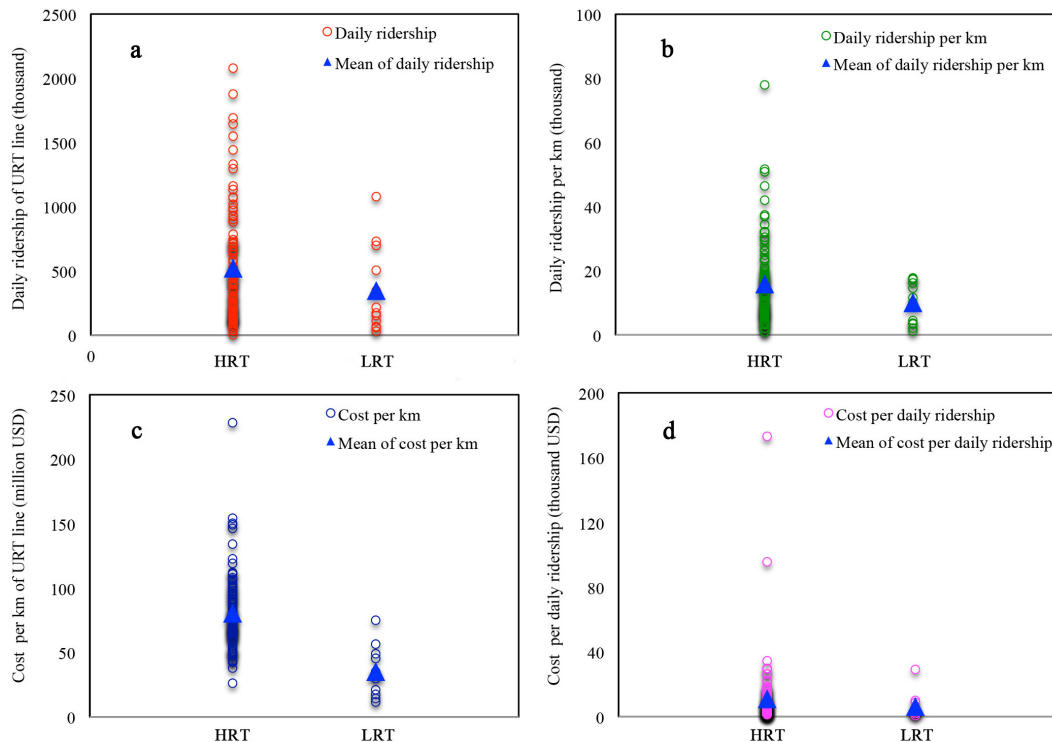 Daily ridership of URT line (thousand)
2500
2000
1500
1000
500
0
0
a
Daily ridership
Mean of daily ridership
HRT
LRT
Daily ridership per km (thousand)
100
80
60
40
20
0
b
Daily ridership per km
Mean of daily ridership per km
HRT
LRT
Cost per km of URT line (million USD)
250
200
150
100
50
0
c
Cost per km
Mean of cost per km
HRT
LRT
Cost per daily ridership (thousand USD)
200
160
120
80
40
0
d
Cost per daily ridership
Mean of cost per daily ridership
HRT
LRT